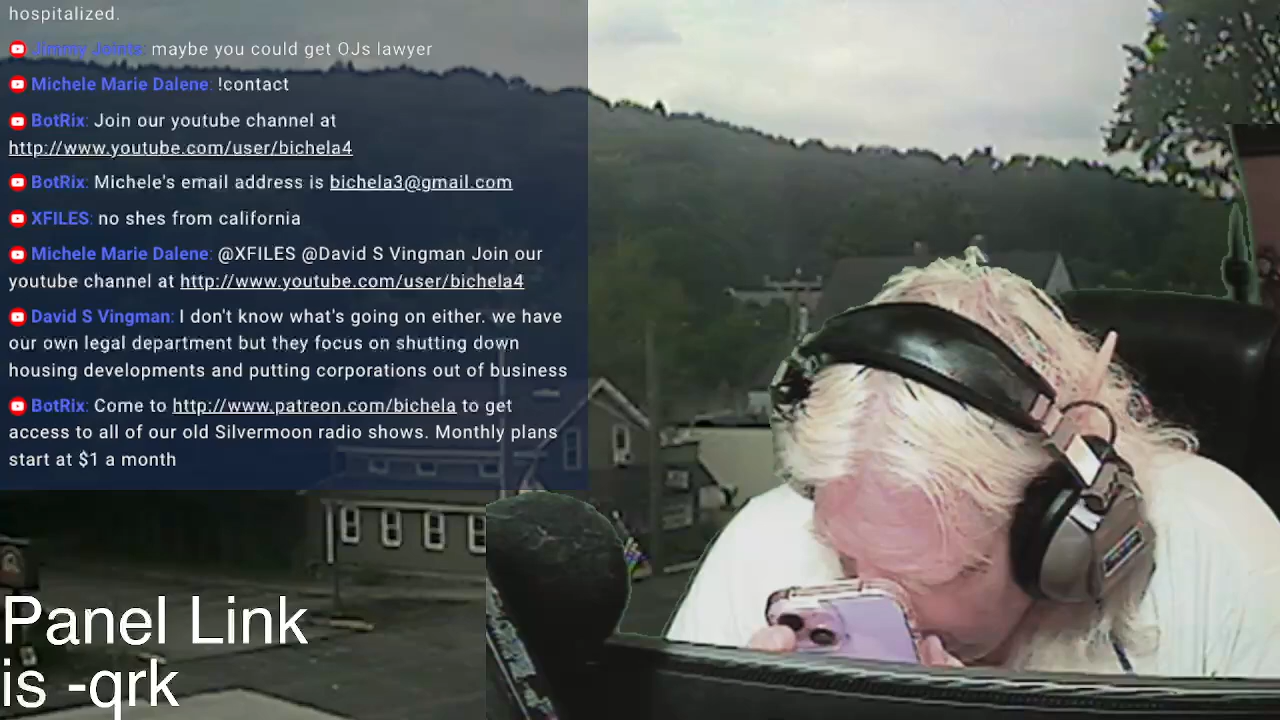 hospitalized.
Jimmy Jants: maybe you could get OJs lawyer
Michele Marie Dalene: !contact
BotRix: Join our youtube channel at
http://www.youtube.com/user/bichela4
BotRix: Michele's email address is bichela3@gmail.com
XFILES: no shes from california
Michele Marie Dalene: @XFILES @David S Vingman Join our
youtube channel at http://www.youtube.com/user/bichela4
David S Vingman: I don't know what's going on either. we have
our own legal department but they focus on shutting down
housing developments and putting corporations out of business
BotRix: Come to http://www.patreon.com/bichela to get
access to all of our old Silvermoon radio shows. Monthly plans
start at $1 a month
Panel Link
is -qrk